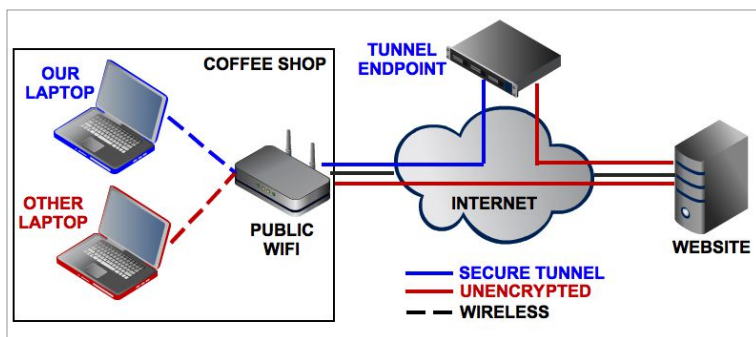 COFFEE SHOP
OUR
LAPTOP
OTHER
LAPTOP
PUBLIC
WIFI
TUNNEL
ENDPOINT
INTERNET
WEBSITE
SECURE TUNNEL
UNENCRYPTED
WIRELESS